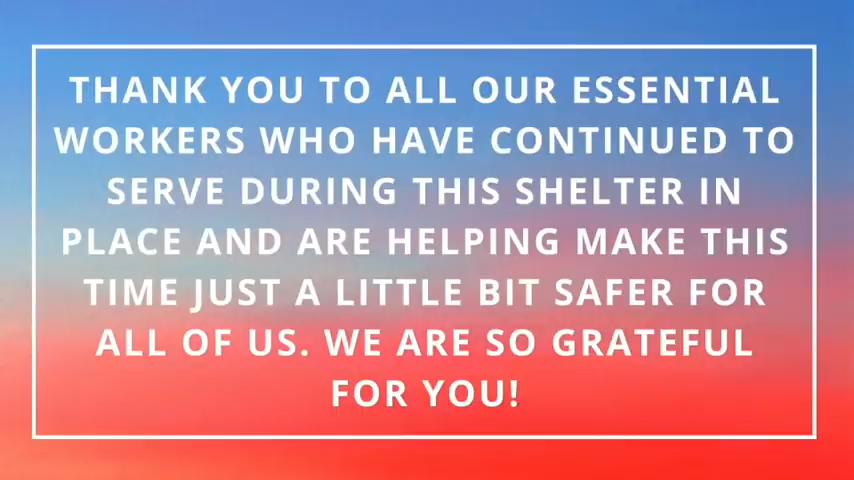 THANK YOU TO ALL OUR ESSENTIAL
WORKERS WHO HAVE CONTINUED TO
SERVE DURING THIS SHELTER IN
PLACE AND ARE HELPING MAKE THIS
TIME JUST A LITTLE BIT SAFER FOR
ALL OF US. WE ARE SO GRATEFUL
FOR YOU!